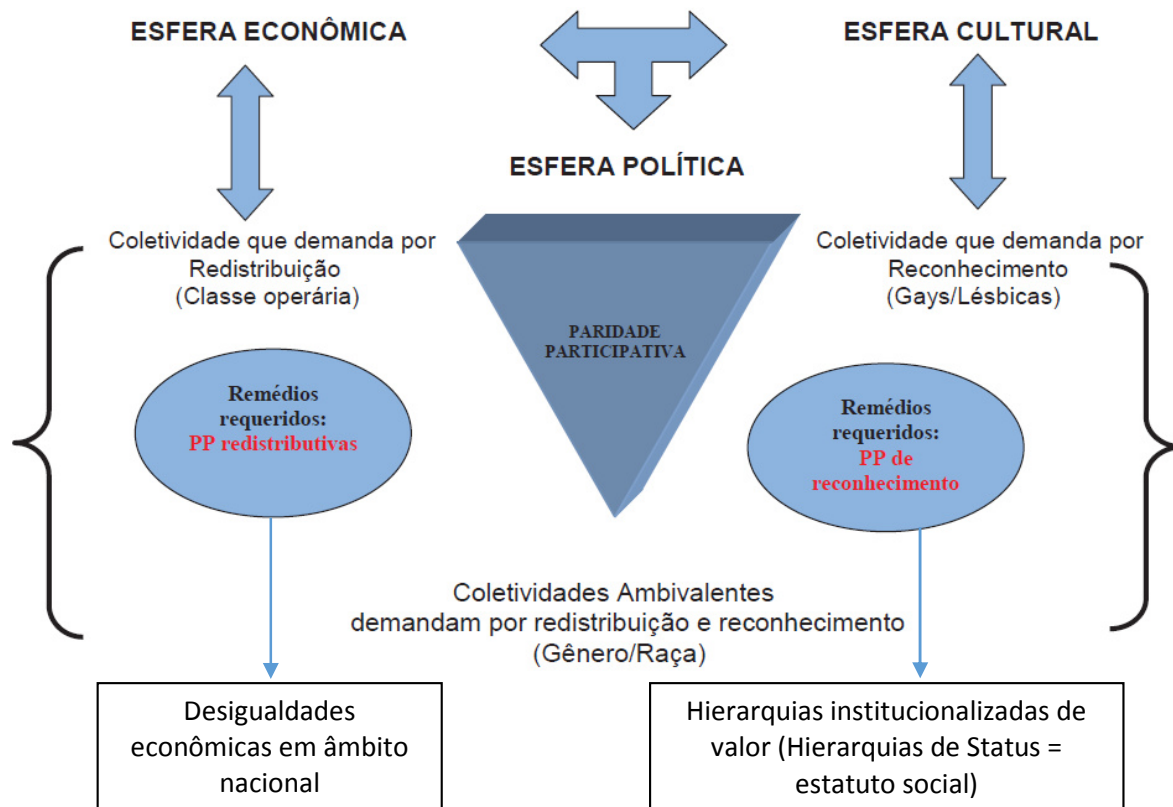 ESFERA ECONÔMICA
ESFERA CULTURAL
ESFERA POLÍTICA
Coletividade que demanda por
Redistribuição
(Classe operária)
Coletividade que demanda por
Reconhecimento
(Gays/Lésbicas)
PARIDADE
PARTICIPATIVA
Remédios
requeridos:
PP redistributivas
Remédios
requeridos:
PP de
reconhecimento
Coletividades Ambivalentes
demandam por redistribuição e reconhecimento
(Gênero/Raça)
Desigualdades
econômicas em âmbito
nacional
Hierarquias institucionalizadas de
valor (Hierarquias de Status =
estatuto social)